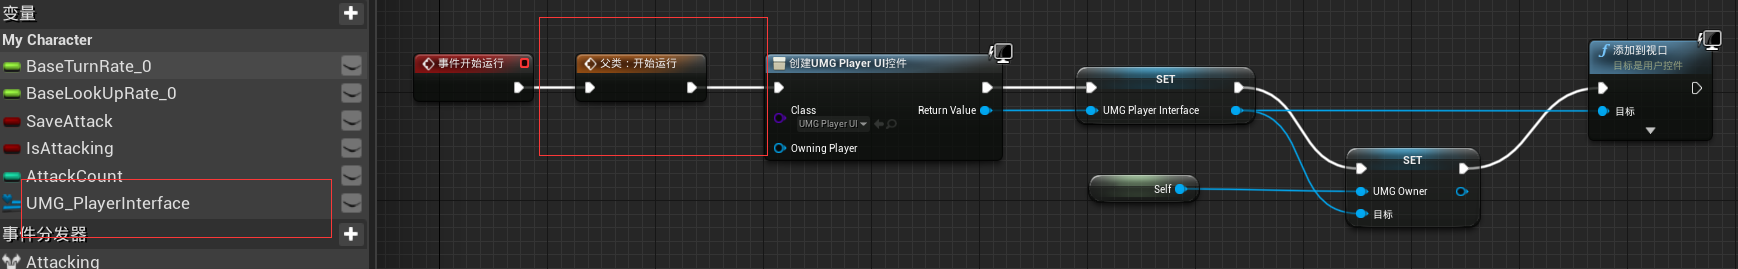 变量
My Character
BaseTurnRate_0
BaseLookUpRate_0
SaveAttack
IsAttacking
AttackCount
UMG_PlayerInterface
事件分发器
Attacking
事件开始运行
父类：开始运行
创建UMG Player UI控件
Class
UMG Player UI
Return Value
Owning Player
SET
UMG Player Interface
Self
SET
UMG Owner
目标
添加到视口
目标是用户控件
目标